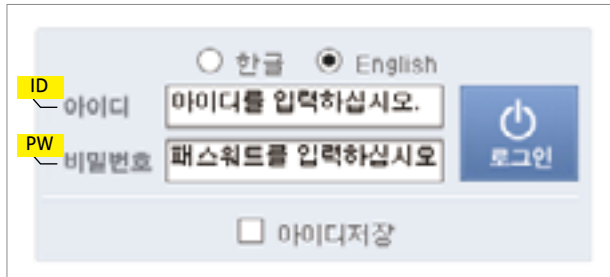 한글 English
ID
아이디 아이디를 입력하십시오.
PW
비밀번호 패스워드를 입력하십시오
로그인
아이디저장